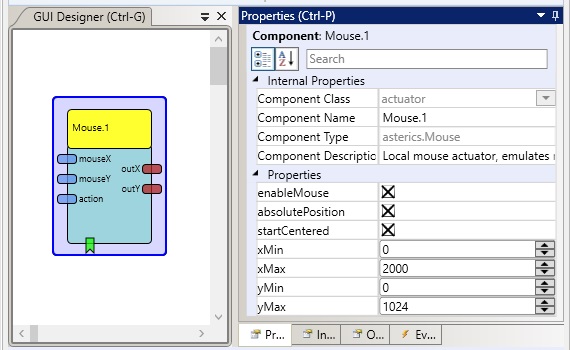 GUI Designer (Ctrl-G)
Mouse.1
mouseX
mouseY
action
outX
outY
Properties (Ctrl-P)
Component: Mouse.1
Search
Internal Properties
Component Class actuator
Component Name Mouse.1
Component Type asterics.Mouse
Component Descriptio Local mouse actuator, emulates
Properties
enableMouse
absolutePosition
startCentered
xMin 0
xMax 2000
yMin 0
yMax 1024
Pr... In... O... Ev...